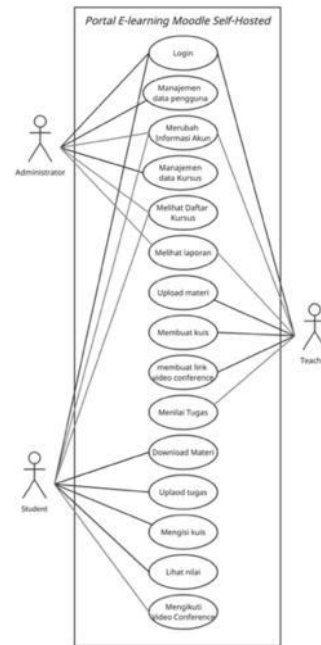 Portal E-learning Moodle Self-Hosted
Login
Manajemen
data pengguna
Merubah
Informasi Akun
Manajemen
data Kursus
Administrator
Melihat Daftar
Kursus
Melihat laporan
Upload materi
Membuat kuis
Teach
membuat link
video conference
Menilai Tugas
Download Materi
Student
Uplaod tugas
Mengisi kuis
Lihat nilai
Mengikuti
Video Conference